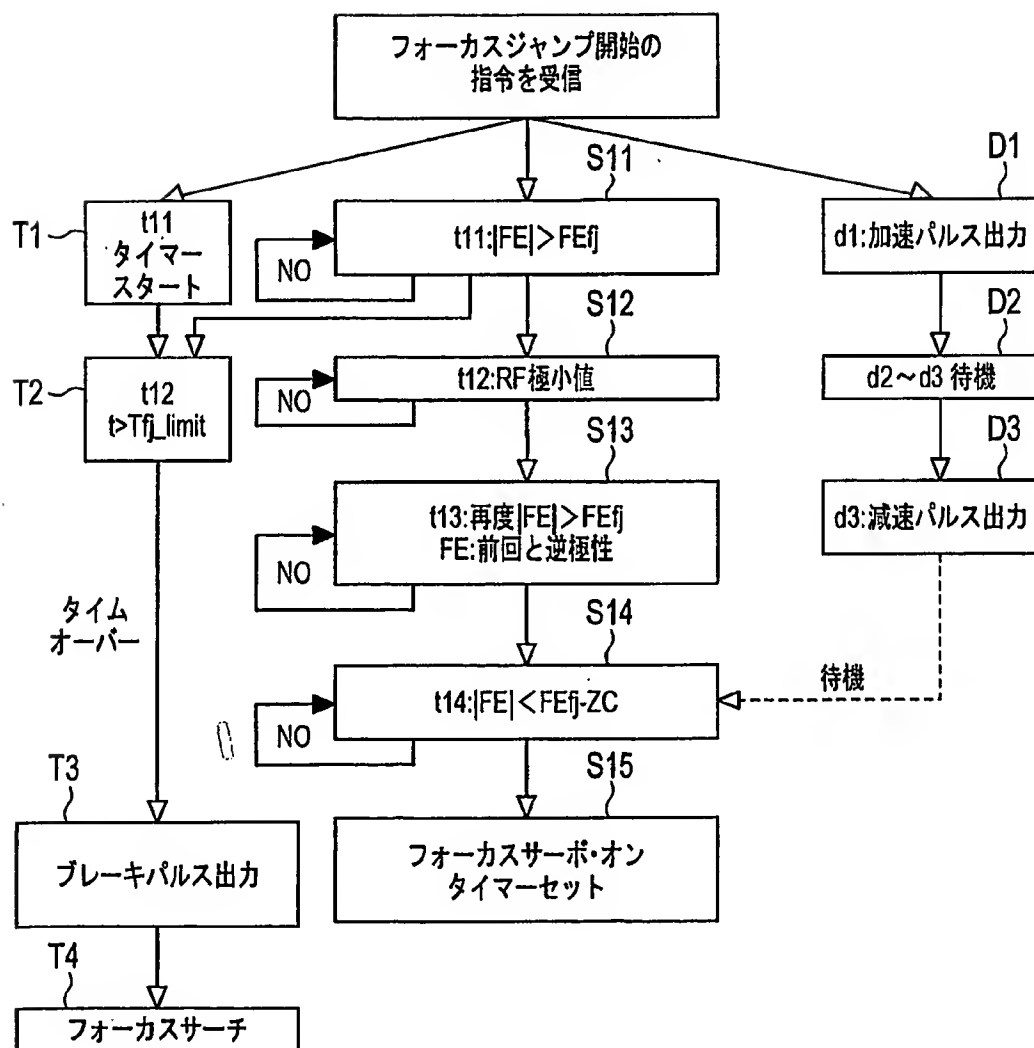 フォーカスジャンプ開始の
指令を受信
T1
t11
タイマー
スタート
S11
t11:|FE|＞FEfj
NO
D1
d1:加速パルス出力
T2
t12
t>Tfj_limit
S12
t12:RF極小値
NO
D2
d2～d3 待機
S13
t13:再度|FE|＞FEfj
FE:前回と逆極性
NO
D3
d3:減速パルス出力
タイム
オーバー
S14
t14:|FE|＜FEfj-ZC
NO
待機
T3
ブレーキパルス出力
S15
フォーカスサーボ・オン
タイマーセット
T4
フォーカスサーチ